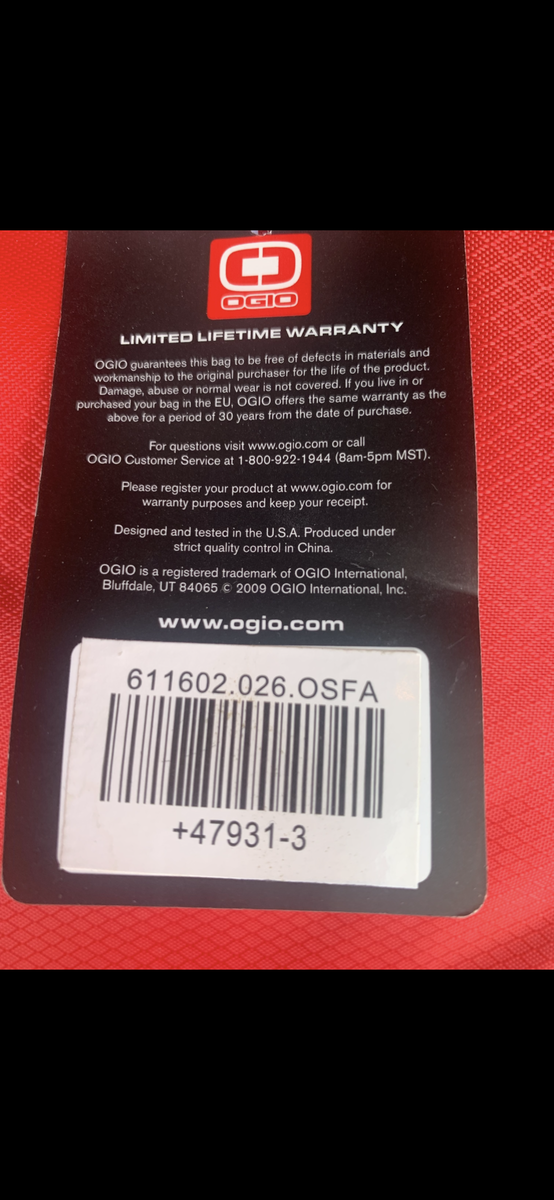 OGIO
LIMITED LIFETIME WARRANTY
OGIO guarantees this bag to be free of defects in materials and
workmanship to the original purchaser for the life of the product.
Damage, abuse or normal wear is not covered. If you live in or
purchased your bag in the EU, OGIO offers the same warranty as the
above for a period of 30 years from the date of purchase.
For questions visit www.ogio.com or call
OGIO Customer Service at 1-800-922-1944 (8am-5pm MST).
Please register your product at www.ogio.com for
warranty purposes and keep your receipt.
Designed and tested in the U.S.A. Produced under
strict quality control in China.
OGIO is a registered trademark of OGIO International,
Bluffdale, UT 84065 © 2009 OGIO International, Inc.
www.ogio.com
611602.026.OSFA
+47931-3